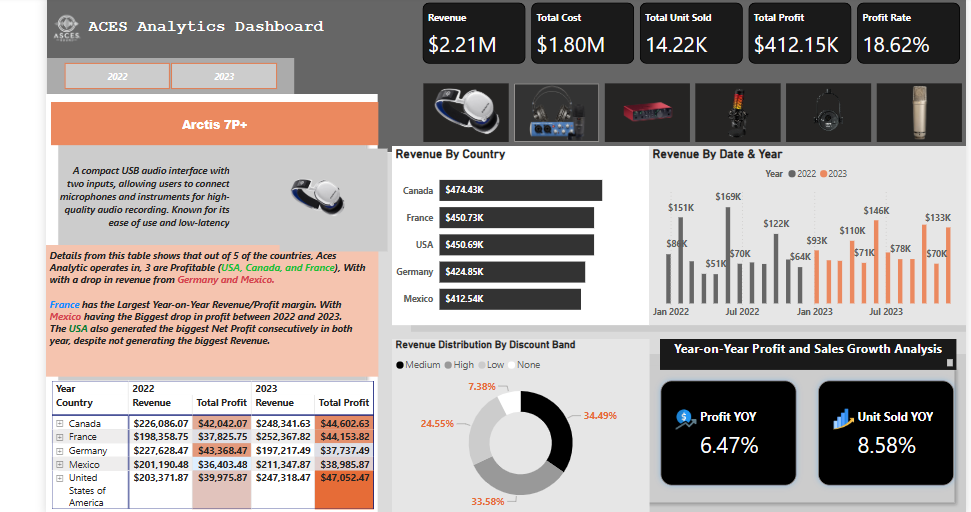 ASCES
ACES Analytics Dashboard
Revenue
$2.21M
Total Cost
$1.80M
Total Unit Sold
14.22K
Total Profit
$412.15K
Profit Rate
18.62%
2022
2023
Arctis 7P+
A compact USB audio interface with
two inputs, allowing users to connect
microphones and instruments for high-
quality audio recording. Known for its
ease of use and low-latency
Details from this table shows that out of 5 of the countries, Aces
Analytic operates in, 3 are Profitable (USA, Canada, and France), With
with a drop in revenue from Germany and Mexico.
France has the Largest Year-on-Year Revenue/Profit margin. With
Mexico having the Biggest drop in profit between 2022 and 2023.
The USA also generated the biggest Net Profit consecutively in both
year, despite not generating the biggest Revenue.
Year 2022 2023
Country Revenue Total Profit Revenue Total Profit
Canada $226,086.07 $42,042.07 $248,341.63 $44,602.63
France $198,358.75 $37,825.75 $252,367.82 $44,153.82
Germany $227,628.47 $43,368.47 $197,217.49 $37,737.49
Mexico $201,190.48 $36,403.48 $211,347.87 $38,985.87
United $203,371.87 $39,975.87 $247,318.47 $47,052.47
States of
America
Revenue By Country
Canada $474.43K
France $450.73K
USA $450.69K
Germany $424.85K
Mexico $412.54K
Revenue By Date & Year
Year 2022 2023
$169K
$151K
$146K
$133K
$122K
$110K
$93K
$86K
$78K
$71K
$70K
$70K
$64K
$51K
Jan 2022 Jul 2022 Jan 2023 Jul 2023
Revenue Distribution By Discount Band
Medium High Low None
7.38%
34.49%
24.55%
33.58%
Year-on-Year Profit and Sales Growth Analysis
Profit YOY
6.47%
Unit Sold YOY
8.58%